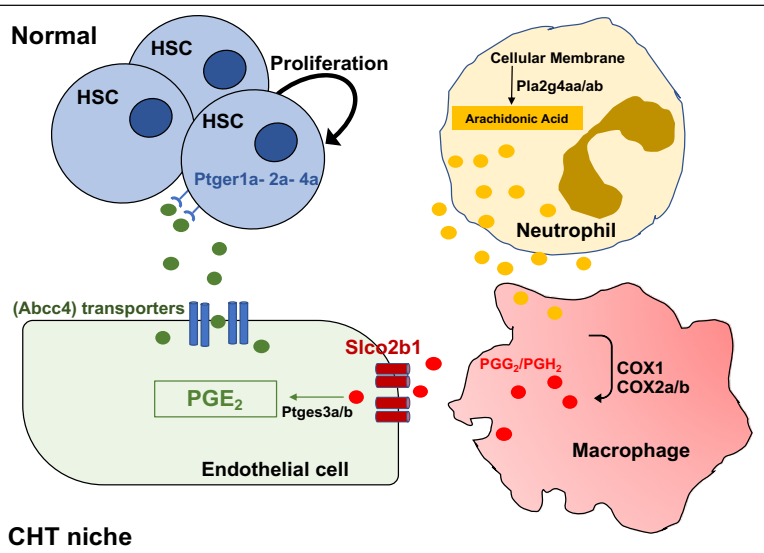 Normal
HSC
HSC
HSC
Proliferation
Ptger1a- 2a- 4a
Cellular Membrane
Pla2g4aa/ab
Arachidonic Acid
Neutrophil
(Abcc4) transporters
Slco2b1
PGE₂
Ptges3a/b
Endothelial cell
PGG₂/PGH₂
COX1
COX2a/b
Macrophage
CHT niche